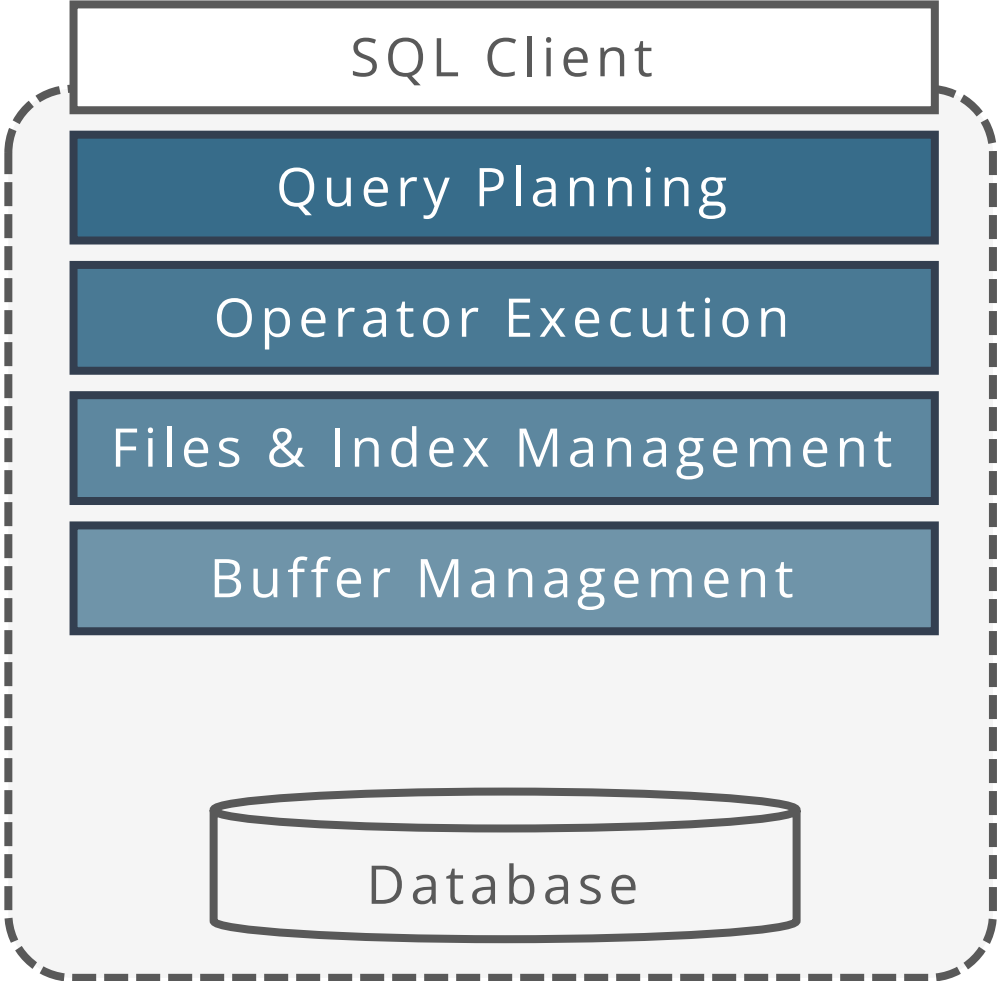 SQL Client
Query Planning
Operator Execution
Files & Index Management
Buffer Management
Database